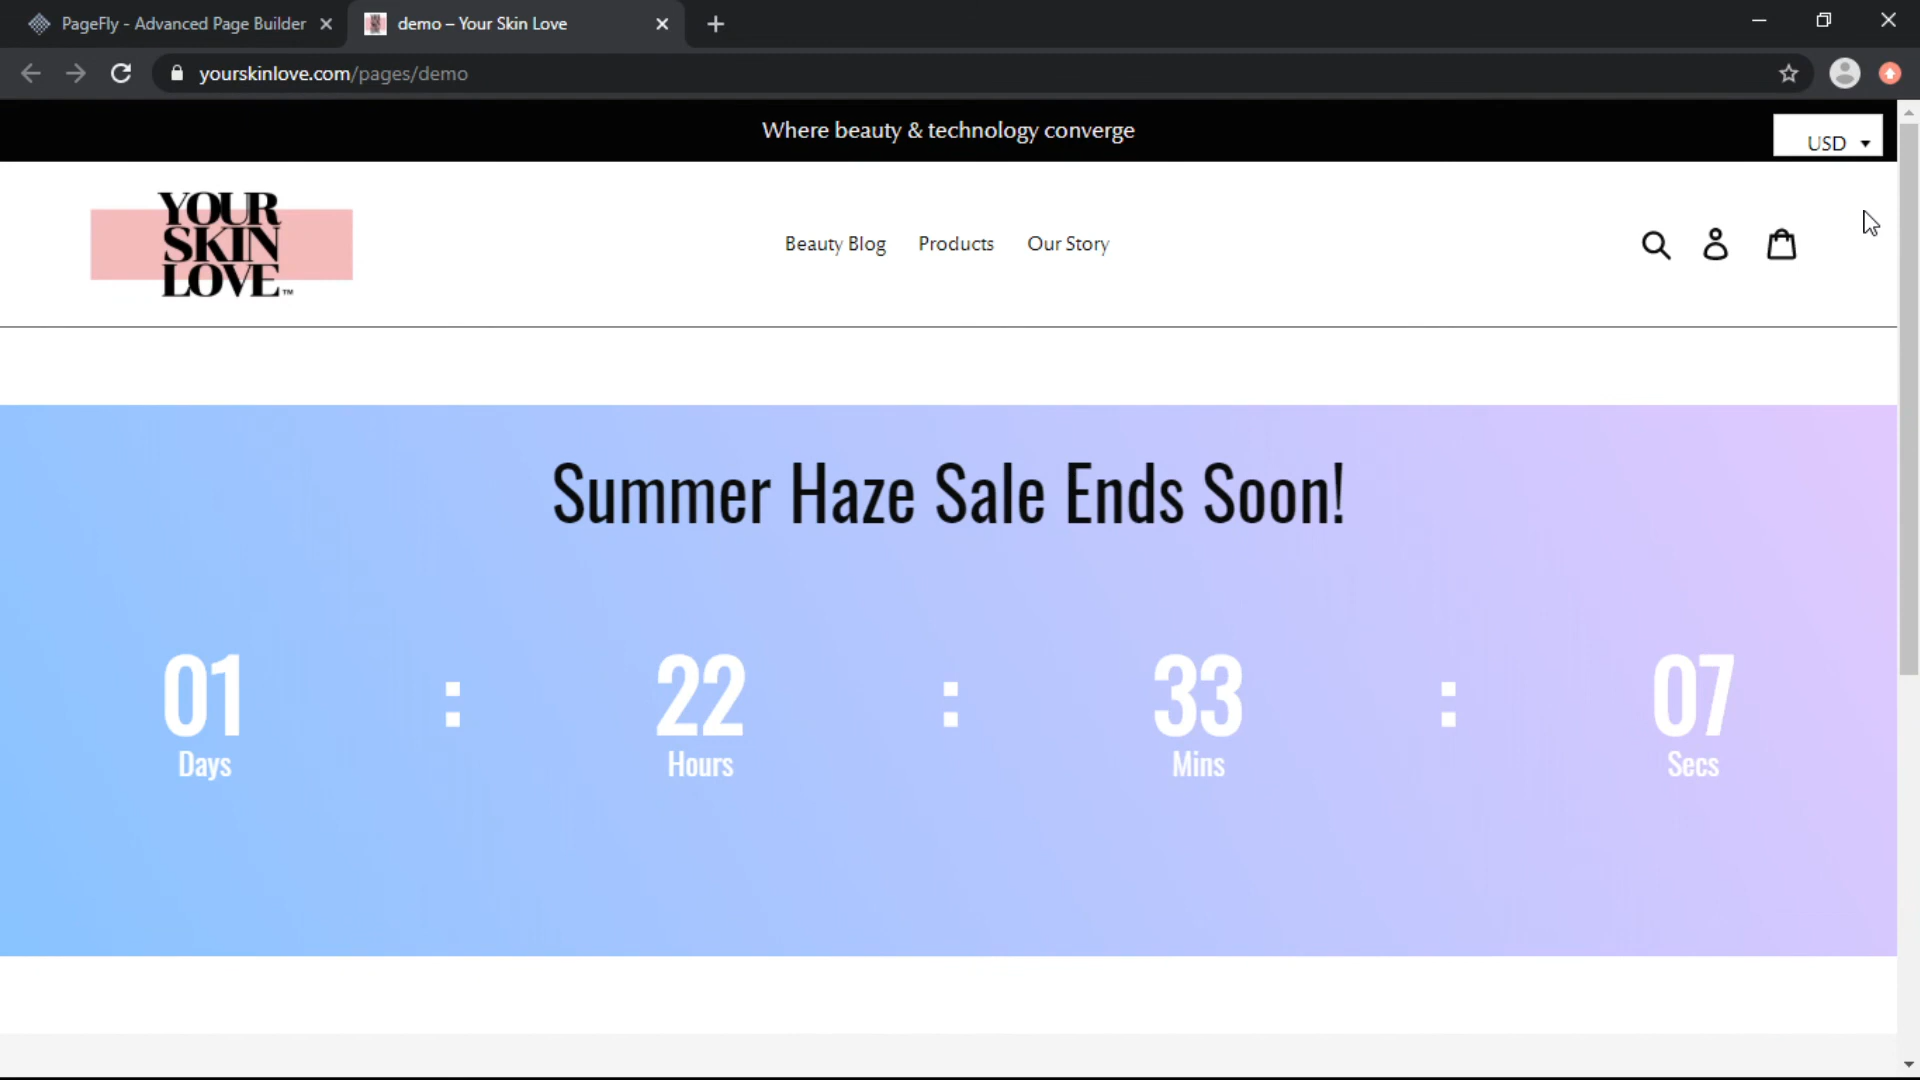 PageFly - Advanced Page Builder
demo – Your Skin Love
yourskinlove.com/pages/demo
Where beauty & technology converge
USD
YOUR
SKIN
LOVE™
Beauty Blog
Products
Our Story
Summer Haze Sale Ends Soon!
01 : 22 : 33 : 07
Days Hours Mins Secs